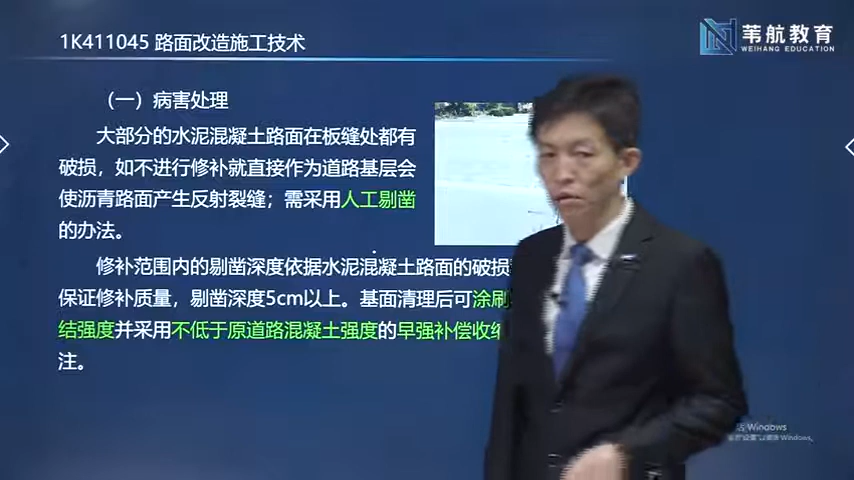 1K411045 路面改造施工技术
苇航教育
WEIHANG EDUCATION
（一）病害处理
大部分的水泥混凝土路面在板缝处都有
破损，如不进行修补就直接作为道路基层会
使沥青路面产生反射裂缝；需采用人工剔凿
的办法。
修补范围内的剔凿深度依据水泥混凝土路面的破损
保证修补质量，剔凿深度5cm以上。基面清理后可涂刷
结强度并采用不低于原道路混凝土强度的早强补偿收缩
注。
活 Windows